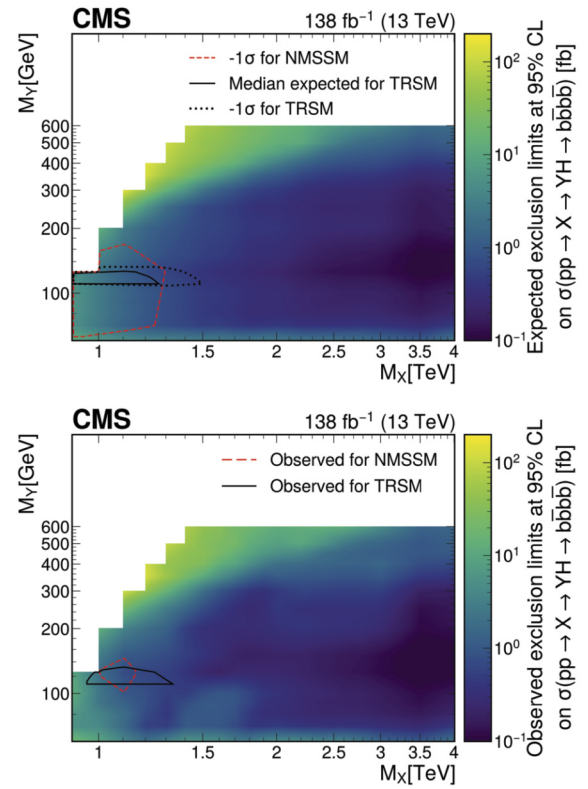 CMS 138 fb⁻¹ (13 TeV)
M_Y[GeV]
-1σ for NMSSM
Median expected for TRSM
-1σ for TRSM
600
500
400
300
200
100
1 1.5 2 2.5 3 3.5 4
M_X[TeV]
10²
10¹
10⁰
10⁻¹
Expected exclusion limits at 95% CL
on σ(pp → X → YH → bb̄bb̄) [fb]
CMS 138 fb⁻¹ (13 TeV)
M_Y[GeV]
Observed for NMSSM
Observed for TRSM
600
500
400
300
200
100
1 1.5 2 2.5 3 3.5 4
M_X[TeV]
10²
10¹
10⁰
10⁻¹
Observed exclusion limits at 95% CL
on σ(pp → X → YH → bb̄bb̄) [fb]